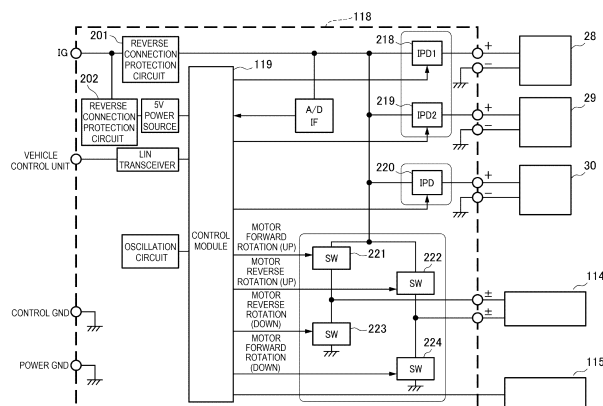 118
201
IG
REVERSE
CONNECTION
PROTECTION
CIRCUIT
202
119
218
IPD1
+
−
28
REVERSE
CONNECTION
PROTECTION
CIRCUIT
5V
POWER
SOURCE
A/D
IF
219
IPD2
+
−
29
VEHICLE
CONTROL UNIT
LIN
TRANSCEIVER
220
IPD
+
−
30
OSCILLATION
CIRCUIT
CONTROL
MODULE
MOTOR
FORWARD
ROTATION (UP)
SW
221
MOTOR
REVERSE
ROTATION (UP)
SW
222
±
±
114
MOTOR
REVERSE
ROTATION
(DOWN)
SW
223
CONTROL GND
MOTOR
FORWARD
ROTATION
(DOWN)
SW
224
POWER GND
115